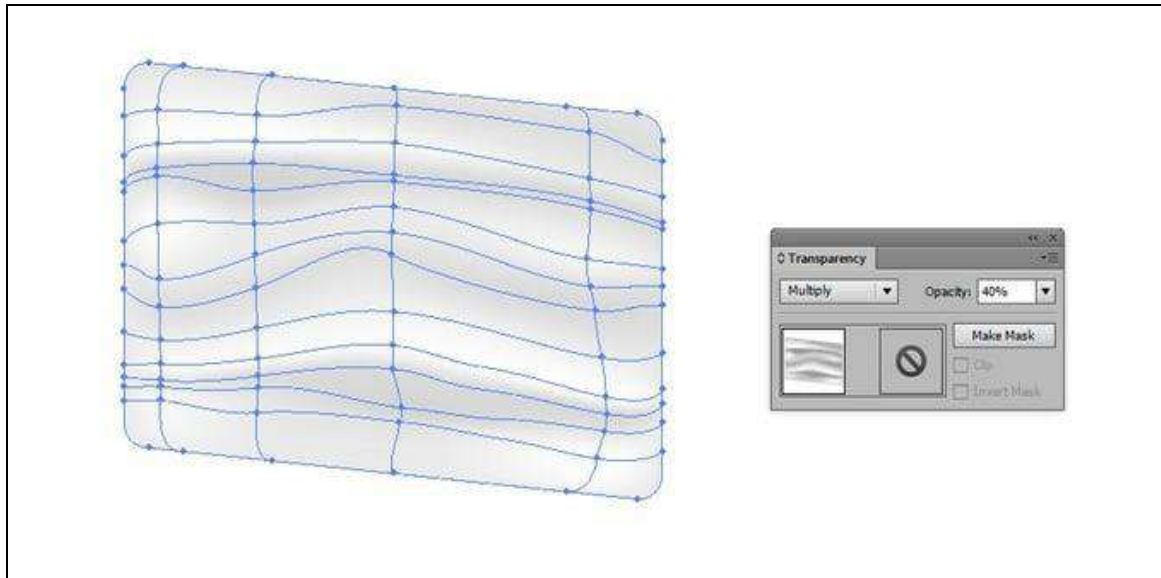 Transparency
Multiply Opacity: 40%
Make Mask
Clip
Invert Mask